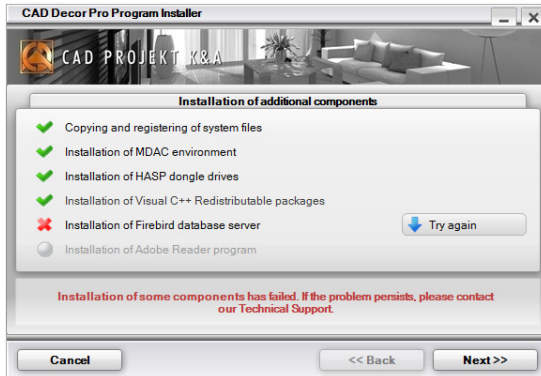 CAD Decor Pro Program Installer
CAD PROJEKT K&A
Installation of additional components
Copying and registering of system files
Installation of MDAC environment
Installation of HASP dongle drives
Installation of Visual C++ Redistributable packages
Installation of Firebird database server
Try again
Installation of Adobe Reader program
Installation of some components has failed. If the problem persists, please contact
our Technical Support.
Cancel
<< Back
Next >>